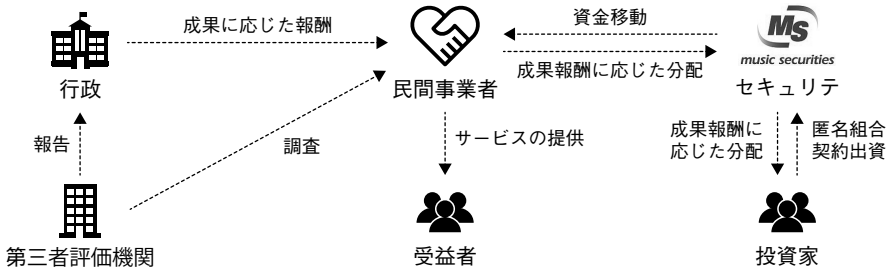 成果に応じた報酬
資金移動
MS
music securities
成果報酬に応じた分配
行政
民間事業者
セキュリテ
報告
調査
サービスの提供
成果報酬に
応じた分配
匿名組合
契約出資
第三者評価機関
受益者
投資家